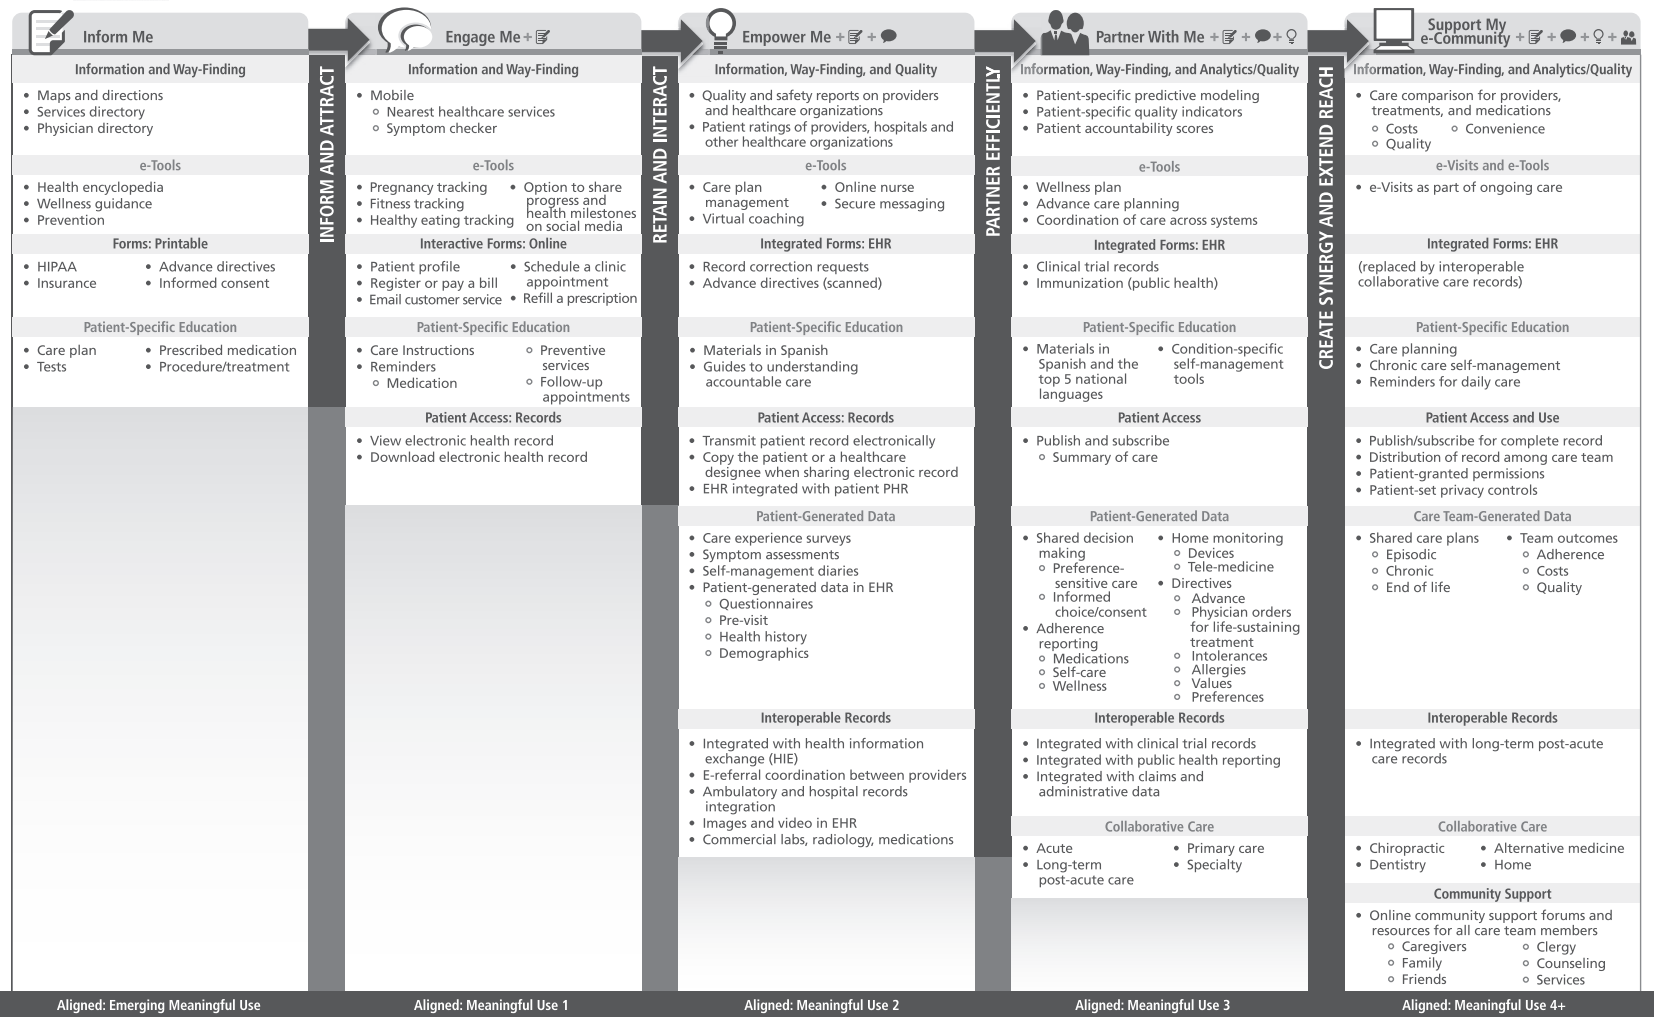 Inform Me
Information and Way-Finding
• Maps and directions
• Services directory
• Physician directory
e-Tools
• Health encyclopedia
• Wellness guidance
• Prevention
Forms: Printable
• HIPAA
• Insurance
• Advance directives
• Informed consent
Patient-Specific Education
• Care plan
• Tests
• Prescribed medication
• Procedure/treatment
Aligned: Emerging Meaningful Use
INFORM AND ATTRACT
Engage Me +
Information and Way-Finding
• Mobile
Nearest healthcare services
Symptom checker
e-Tools
• Pregnancy tracking
• Fitness tracking
• Healthy eating tracking
• Option to share
progress and
health milestones
on social media
Interactive Forms: Online
• Patient profile
• Register or pay a bill
• Email customer service
• Schedule a clinic
appointment
• Refill a prescription
Patient-Specific Education
• Care Instructions
• Reminders
Medication
Preventive
services
Follow-up
appointments
Patient Access: Records
• View electronic health record
• Download electronic health record
Aligned: Meaningful Use 1
RETAIN AND INTERACT
Empower Me + +
Information, Way-Finding, and Quality
• Quality and safety reports on providers
and healthcare organizations
• Patient ratings of providers, hospitals and
other healthcare organizations
e-Tools
• Care plan
management
• Virtual coaching
• Online nurse
• Secure messaging
Integrated Forms: EHR
• Record correction requests
• Advance directives (scanned)
Patient-Specific Education
• Materials in Spanish
• Guides to understanding
accountable care
Patient Access: Records
• Transmit patient record electronically
• Copy the patient or a healthcare
designee when sharing electronic record
• EHR integrated with patient PHR
Patient-Generated Data
• Care experience surveys
• Symptom assessments
• Self-management diaries
• Patient-generated data in EHR
Questionnaires
Pre-visit
Health history
Demographics
Interoperable Records
• Integrated with health information
exchange (HIE)
• E-referral coordination between providers
• Ambulatory and hospital records
integration
• Images and video in EHR
• Commercial labs, radiology, medications
Aligned: Meaningful Use 2
PARTNER EFFICIENTLY
Partner With Me + + +
Information, Way-Finding, and Analytics/Quality
• Patient-specific predictive modeling
• Patient-specific quality indicators
• Patient accountability scores
e-Tools
• Wellness plan
• Advance care planning
• Coordination of care across systems
Integrated Forms: EHR
• Clinical trial records
• Immunization (public health)
Patient-Specific Education
• Materials in
Spanish and the
top 5 national
languages
• Condition-specific
self-management
tools
Patient Access
• Publish and subscribe
Summary of care
Patient-Generated Data
• Shared decision
making
Preference-
sensitive care
Informed
choice/consent
• Adherence
reporting
Medications
Self-care
Wellness
• Home monitoring
Devices
Tele-medicine
• Directives
Advance
Physician orders
for life-sustaining
treatment
Intolerances
Allergies
Values
Preferences
Interoperable Records
• Integrated with clinical trial records
• Integrated with public health reporting
• Integrated with claims and
administrative data
Collaborative Care
• Acute
• Long-term
post-acute care
• Primary care
• Specialty
Aligned: Meaningful Use 3
CREATE SYNERGY AND EXTEND REACH
Support My
e-Community + + + +
Information, Way-Finding, and Analytics/Quality
• Care comparison for providers,
treatments, and medications
Costs
Quality
Convenience
e-Visits and e-Tools
• e-Visits as part of ongoing care
Integrated Forms: EHR
(replaced by interoperable
collaborative care records)
Patient-Specific Education
• Care planning
• Chronic care self-management
• Reminders for daily care
Patient Access and Use
• Publish/subscribe for complete record
• Distribution of record among care team
• Patient-granted permissions
• Patient-set privacy controls
Care Team-Generated Data
• Shared care plans
Episodic
Chronic
End of life
• Team outcomes
Adherence
Costs
Quality
Interoperable Records
• Integrated with long-term post-acute
care records
Collaborative Care
• Chiropractic
• Dentistry
• Alternative medicine
• Home
Community Support
• Online community support forums and
resources for all care team members
Caregivers
Family
Friends
Clergy
Counseling
Services
Aligned: Meaningful Use 4+